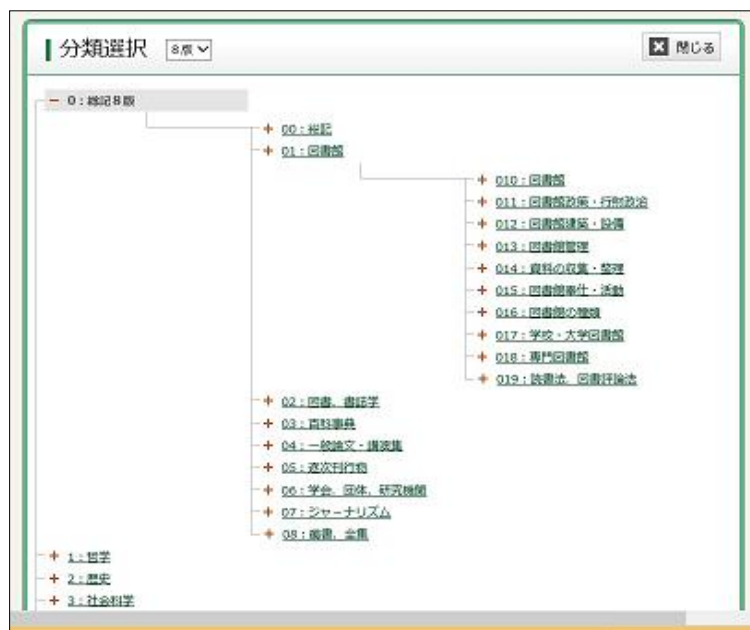 分類選択 8版
閉じる
0:総記8版
00:総記
01:図書館
010:図書館
011:図書館政策・行財政治
012:図書館建築・設備
013:図書館管理
014:資料の収集・整理
015:図書館奉仕・活動
016:図書館の種類
017:学校・大学図書館
018:専門図書館
019:読書法、図書評論法
02:図書、書誌学
03:百科事典
04:一般論文・講演集
05:逐次刊行物
06:学会、団体、研究機関
07:ジャーナリズム
08:叢書、全集
1:哲学
2:歴史
3:社会科学